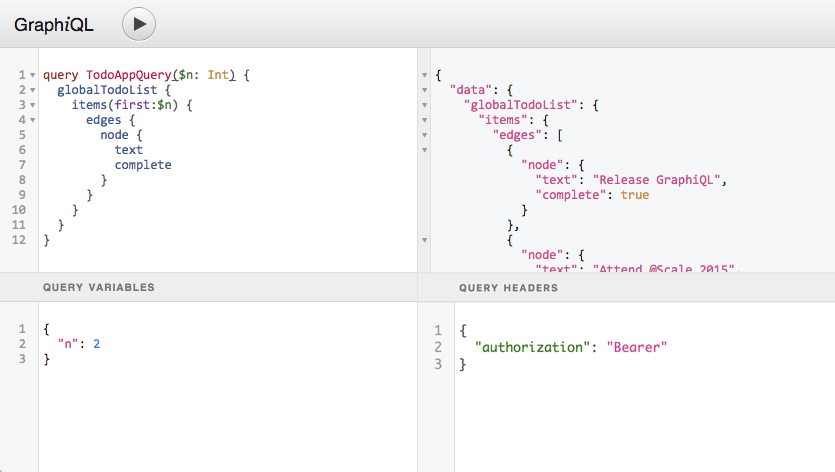 GraphiQL
1 query TodoAppQuery($n: Int) {
2 globalTodoList {
3 items(first:$n) {
4 edges {
5 node {
6 text
7 complete
8 }
9 }
10 }
11 }
12 }
{
"data": {
"globalTodoList": {
"items": {
"edges": [
{
"node": {
"text": "Release GraphiQL",
"complete": true
}
},
{
"node": {
"text": "Attend @Scale 2015",
QUERY VARIABLES
1 {
2 "n": 2
3 }
QUERY HEADERS
1 {
2 "authorization": "Bearer"
3 }